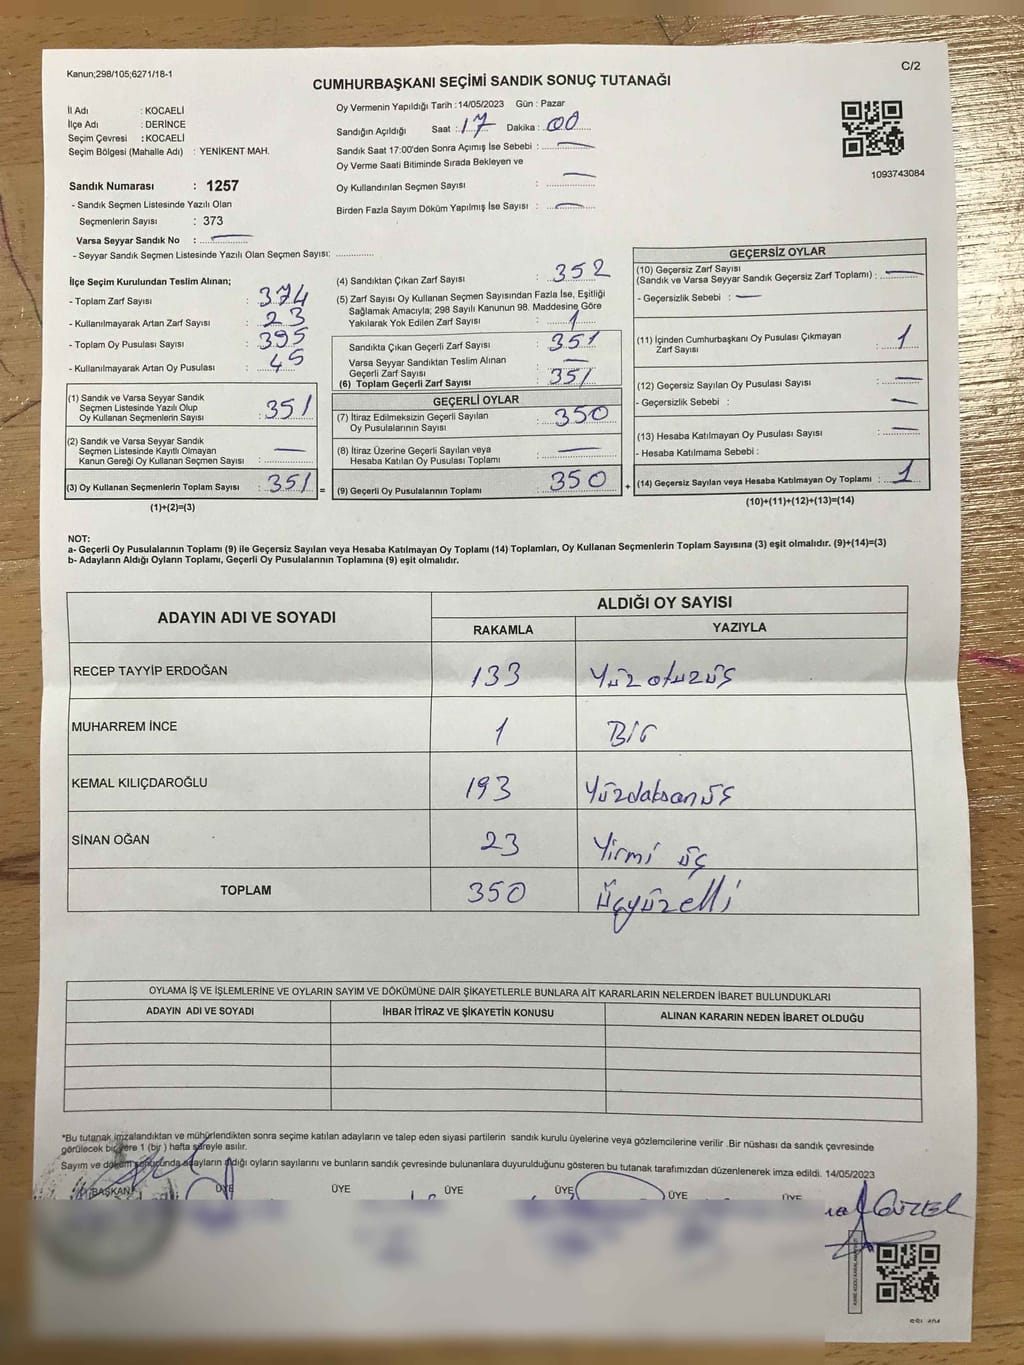 Kanun;298/105;6271/18-1
C/2
CUMHURBAŞKANI SEÇİMİ SANDIK SONUÇ TUTANAĞI
İl Adı : KOCAELİ
İlçe Adı : DERİNCE
Seçim Çevresi : KOCAELİ
Seçim Bölgesi (Mahalle Adı) : YENİKENT MAH.
Sandık Numarası : 1257
- Sandık Seçmen Listesinde Yazılı Olan
Seçmenlerin Sayısı : 373
Varsa Seyyar Sandık No :
- Seyyar Sandık Seçmen Listesinde Yazılı Olan Seçmen Sayısı:
Oy Vermenin Yapıldığı Tarih :14/05/2023 Gün : Pazar
Sandığın Açıldığı Saat : 17 Dakika : 00
Sandık Saat 17:00'den Sonra Açımış İse Sebebi :
Oy Verme Saati Bitiminde Sırada Bekleyen ve
Oy Kullandırılan Seçmen Sayısı :
Birden Fazla Sayım Döküm Yapılmış İse Sayısı :
1093743084
İlçe Seçim Kurulundan Teslim Alınan;
- Toplam Zarf Sayısı : 374
- Kullanılmayarak Artan Zarf Sayısı : 23
- Toplam Oy Pusulası Sayısı : 395
- Kullanılmayarak Artan Oy Pusulası : 45
(1) Sandık ve Varsa Seyyar Sandık
Seçmen Listesinde Yazılı Olup
Oy Kullanan Seçmenlerin Sayısı : 351
(2) Sandık ve Varsa Seyyar Sandık
Seçmen Listesinde Kayıtlı Olmayan
Kanun Gereği Oy Kullanan Seçmen Sayısı :
(3) Oy Kullanan Seçmenlerin Toplam Sayısı : 351 =
(1)+(2)=(3)
(4) Sandıktan Çıkan Zarf Sayısı : 352
(5) Zarf Sayısı Oy Kullanan Seçmen Sayısından Fazla İse, Eşitliği
Sağlamak Amacıyla; 298 Sayılı Kanunun 98. Maddesine Göre
Yakılarak Yok Edilen Zarf Sayısı : 1
Sandıkta Çıkan Geçerli Zarf Sayısı : 351
Varsa Seyyar Sandıktan Teslim Alınan
Geçerli Zarf Sayısı :
(6) Toplam Geçerli Zarf Sayısı : 351
GEÇERLİ OYLAR
(7) İtiraz Edilmeksizin Geçerli Sayılan
Oy Pusulalarının Sayısı : 350
(8) İtiraz Üzerine Geçerli Sayılan veya
Hesaba Katılan Oy Pusulası Toplamı :
(9) Geçerli Oy Pusulalarının Toplamı : 350 +
GEÇERSİZ OYLAR
(10) Geçersiz Zarf Sayısı
(Sandık ve Varsa Seyyar Sandık Geçersiz Zarf Toplamı) :
- Geçersizlik Sebebi :
(11) İçinden Cumhurbaşkanı Oy Pusulası Çıkmayan
Zarf Sayısı : 1
(12) Geçersiz Sayılan Oy Pusulası Sayısı :
- Geçersizlik Sebebi :
(13) Hesaba Katılmayan Oy Pusulası Sayısı :
- Hesaba Katılmama Sebebi :
(14) Geçersiz Sayılan veya Hesaba Katılmayan Oy Toplamı : 1
(10)+(11)+(12)+(13)=(14)
NOT:
a- Geçerli Oy Pusulalarının Toplamı (9) ile Geçersiz Sayılan veya Hesaba Katılmayan Oy Toplamı (14) Toplamları, Oy Kullanan Seçmenlerin Toplam Sayısına (3) eşit olmalıdır. (9)+(14)=(3)
b- Adayların Aldığı Oyların Toplamı, Geçerli Oy Pusulalarının Toplamına (9) eşit olmalıdır.
ADAYIN ADI VE SOYADI ALDIĞI OY SAYISI
RAKAMLA YAZIYLA
RECEP TAYYİP ERDOĞAN 133 Yüz otuzüç
MUHARREM İNCE 1 Bir
KEMAL KILIÇDAROĞLU 193 Yüzdoksanüç
SİNAN OĞAN 23 Yirmi üç
TOPLAM 350 Üçyüzelli
OYLAMA İŞ VE İŞLEMLERİNE VE OYLARIN SAYIM VE DÖKÜMÜNE DAİR ŞİKAYETLERLE BUNLARA AİT KARARLARIN NELERDEN İBARET BULUNDUKLARI
ADAYIN ADI VE SOYADI İHBAR İTİRAZ VE ŞİKAYETİN KONUSU ALINAN KARARIN NEDEN İBARET OLDUĞU
*Bu tutanak imzalandıktan ve mühürlendikten sonra seçime katılan adayların ve talep eden siyasi partilerin sandık kurulu üyelerine veya gözlemcilerine verilir .Bir nüshası da sandık çevresinde
görülecek bir yere 1 (bir ) hafta süreyle asılır.
Sayım ve döküm sonucunda adayların aldığı oyların sayılarını ve bunların sandık çevresinde bulunanlara duyurulduğunu gösteren bu tutanak tarafımızdan düzenlenerek imza edildi. 14/05/2023
BAŞKAN ÜYE ÜYE ÜYE ÜYE ÜYE ÜYE
GÜZEL